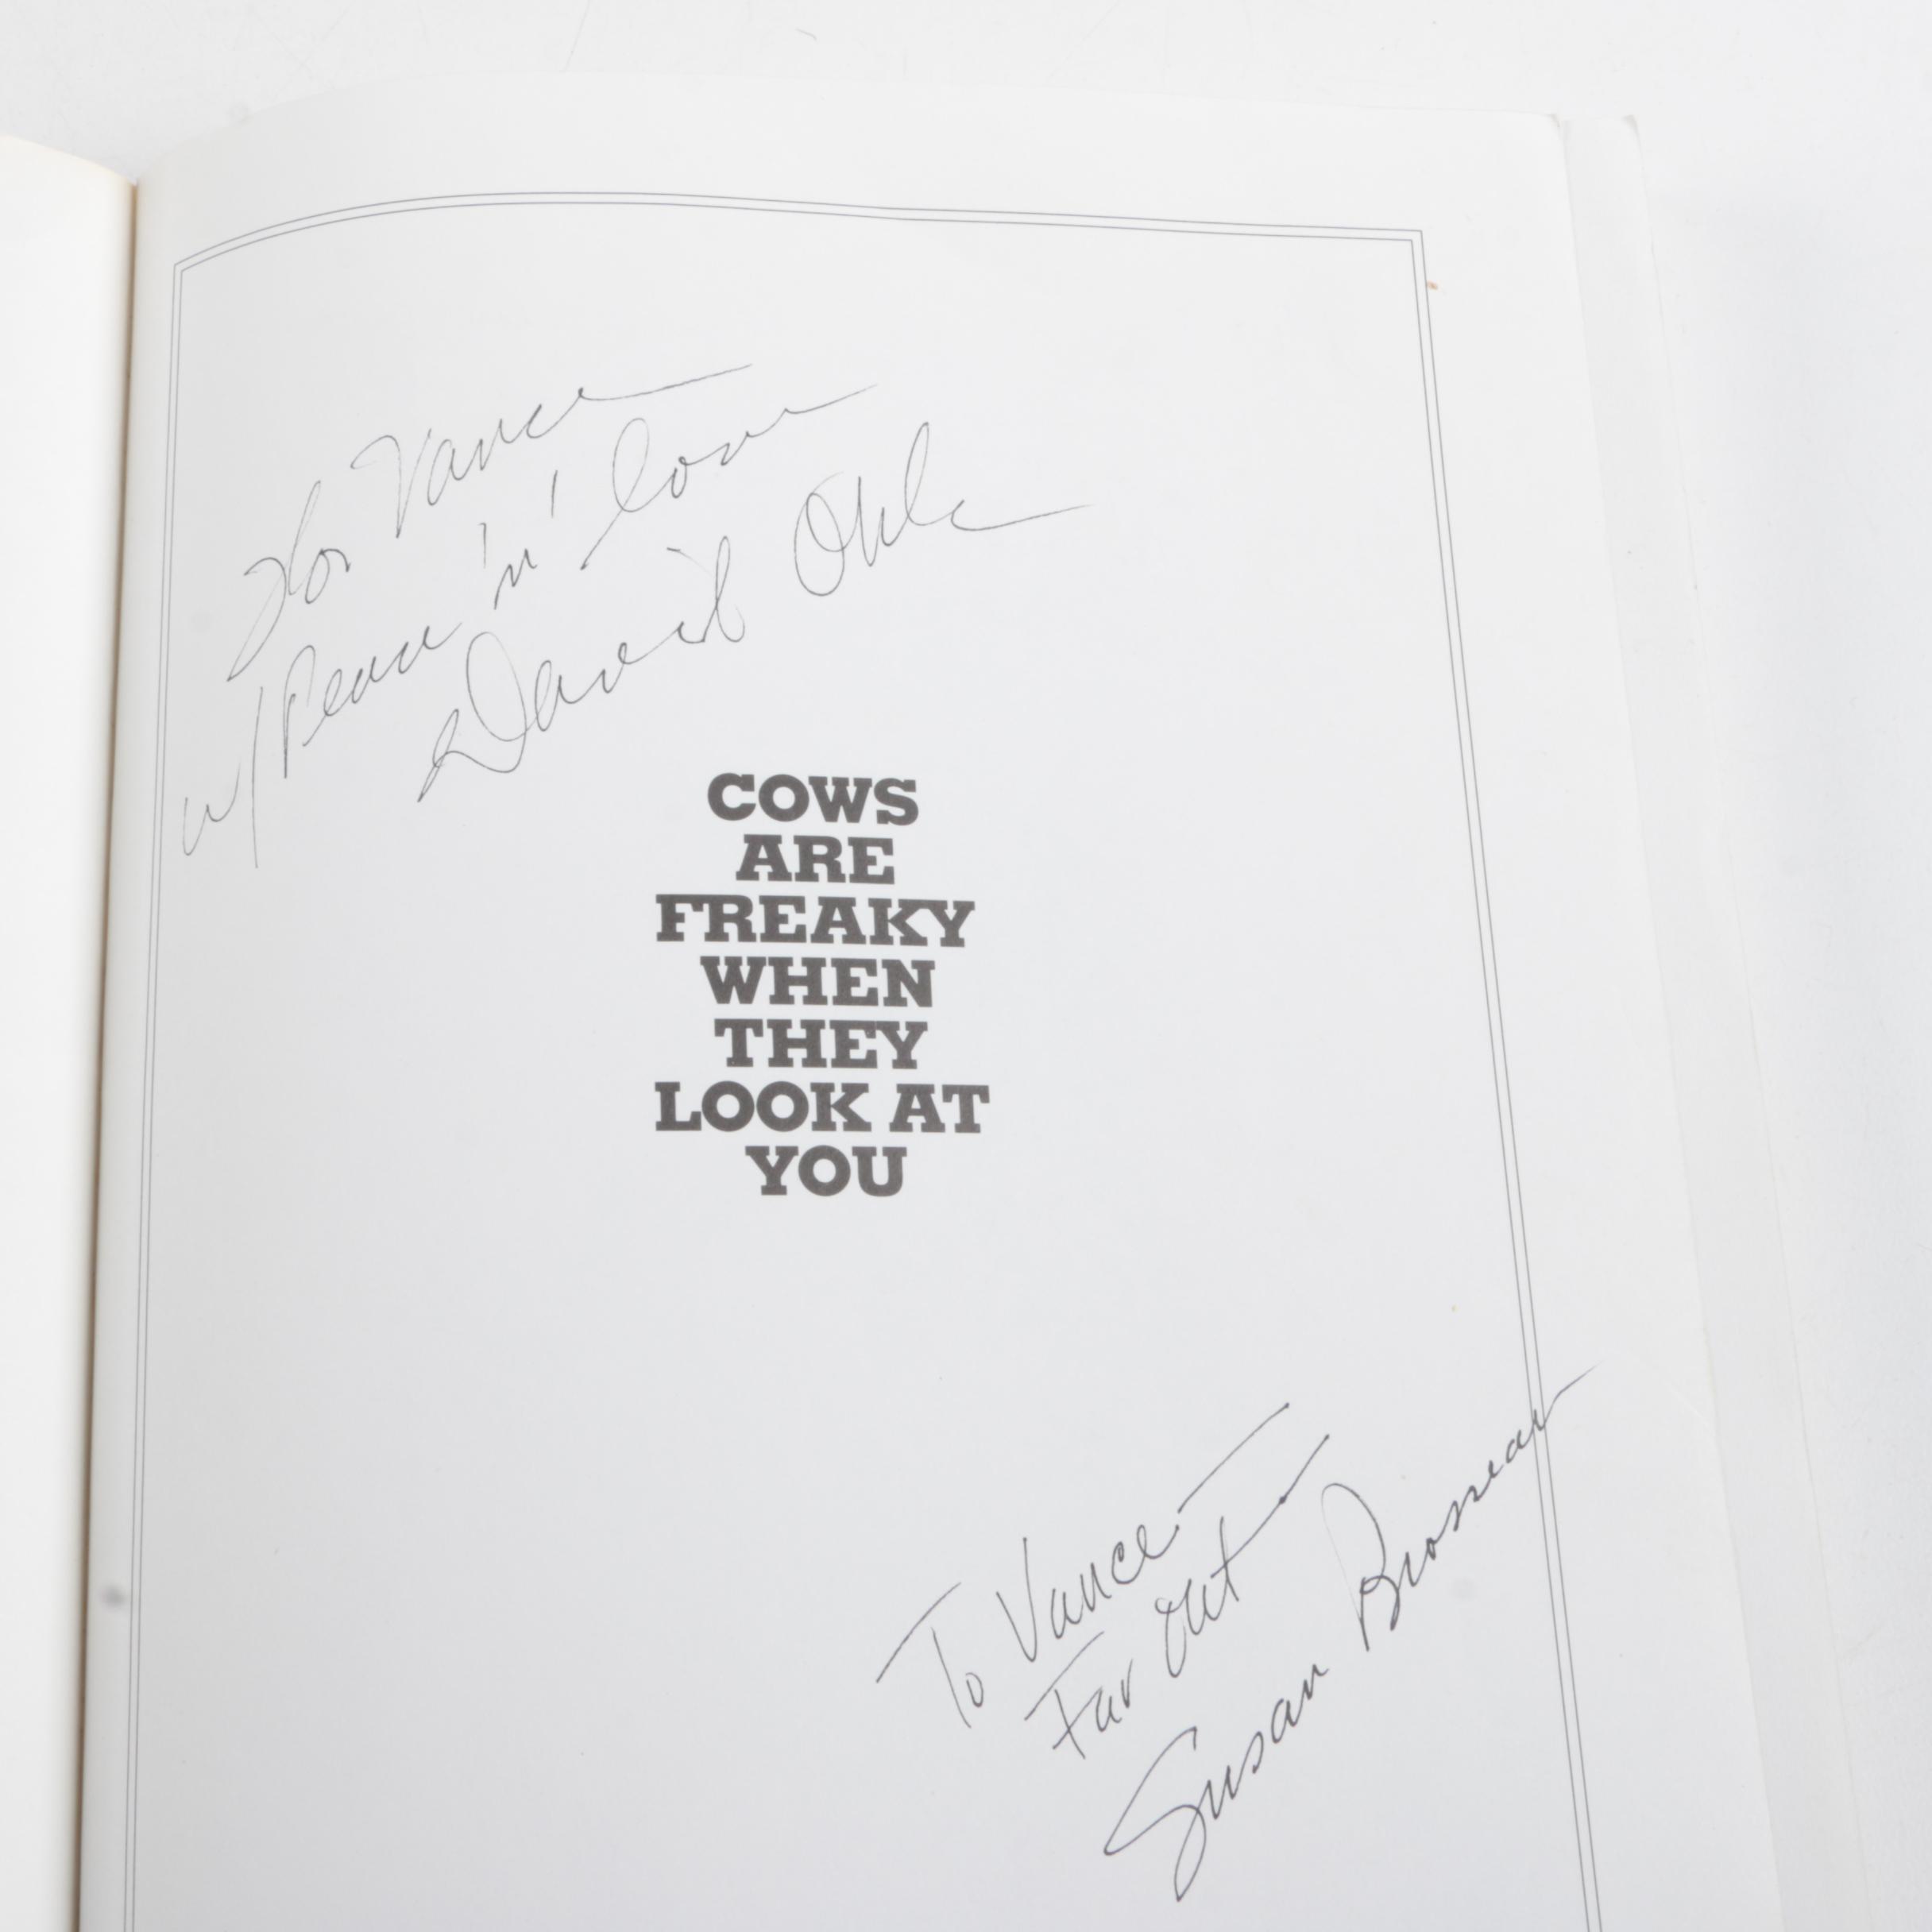 For Vance
w/ Peace 'n' love
David Ohle
COWS
ARE
FREAKY
WHEN
THEY
LOOK AT
YOU
To Vance
Far Out
Susan Brosseau